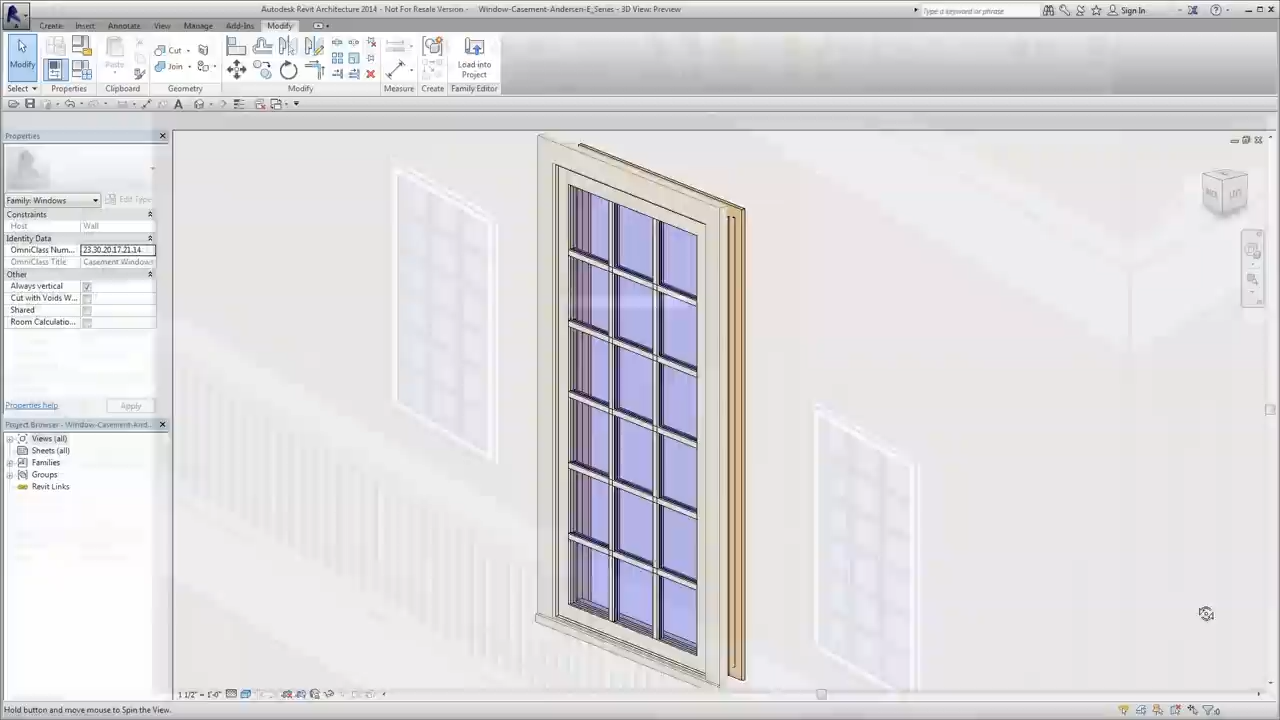 Autodesk Revit Architecture 2014 - Not For Resale Version - Window-Casement-Andersen-E_Series - 3D View: Preview
Type a keyword or phrase
Sign In
Create Insert Annotate View Manage Add-Ins Modify
Modify
Paste
Cut
Join
Load into
Project
Select Properties Clipboard Geometry Modify Measure Create Family Editor
Properties
Family: Windows
Edit Type
Constraints
Host Wall
Identity Data
OmniClass Num... 23.30.20.17.21.14
OmniClass Title Casement Windows
Other
Always vertical
Cut with Voids W...
Shared
Room Calculatio...
Properties help
Apply
Project Browser - Window-Casement-And...
Views (all)
Sheets (all)
Families
Groups
Revit Links
1 1/2" = 1'-0"
Hold button and move mouse to Spin the View.
:0